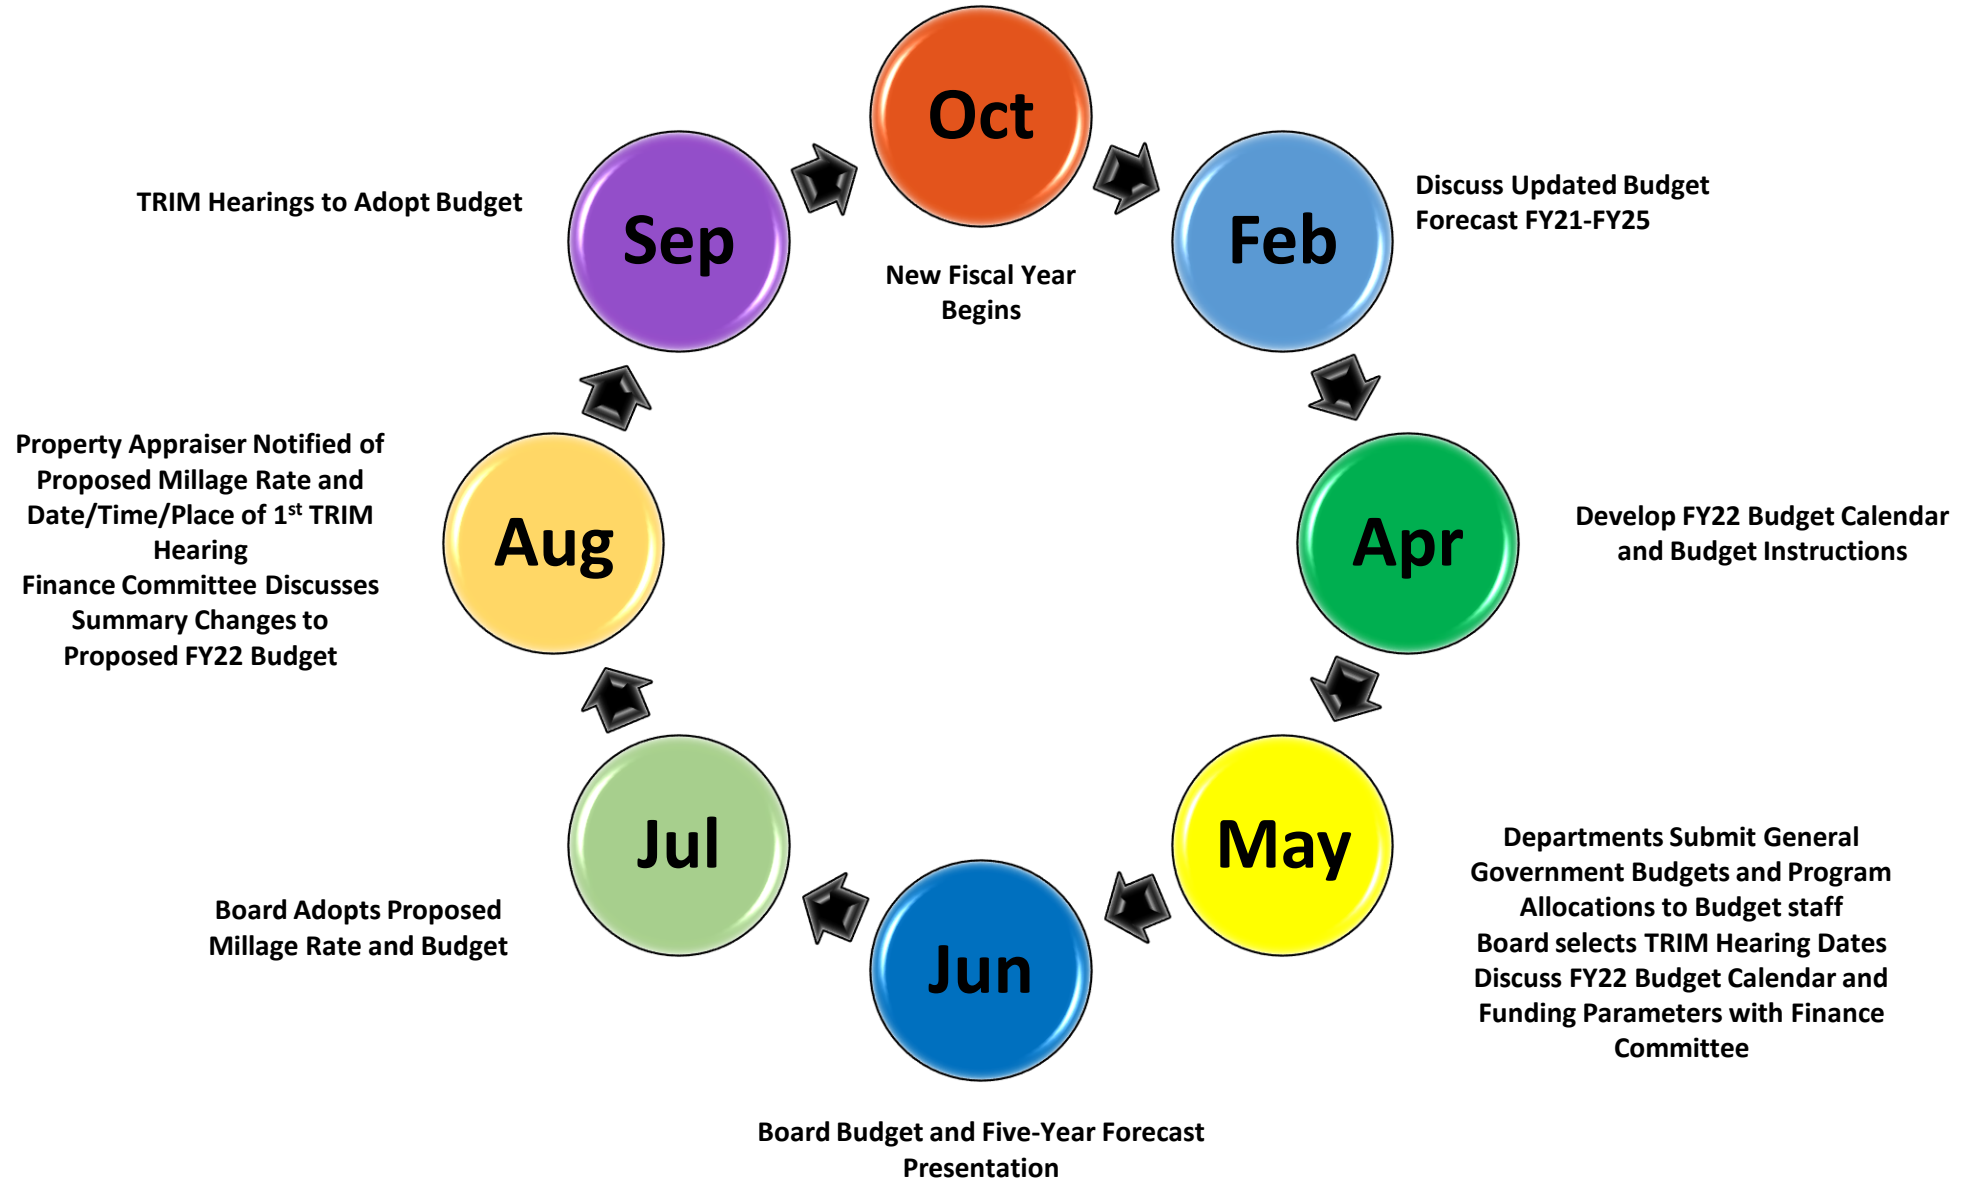 Oct
New Fiscal Year
Begins
Feb
Discuss Updated Budget
Forecast FY21-FY25
Apr
Develop FY22 Budget Calendar
and Budget Instructions
May
Departments Submit General
Government Budgets and Program
Allocations to Budget staff
Board selects TRIM Hearing Dates
Discuss FY22 Budget Calendar and
Funding Parameters with Finance
Committee
Jun
Board Budget and Five-Year Forecast
Presentation
Jul
Board Adopts Proposed
Millage Rate and Budget
Aug
Property Appraiser Notified of
Proposed Millage Rate and
Date/Time/Place of 1st TRIM
Hearing
Finance Committee Discusses
Summary Changes to
Proposed FY22 Budget
Sep
TRIM Hearings to Adopt Budget